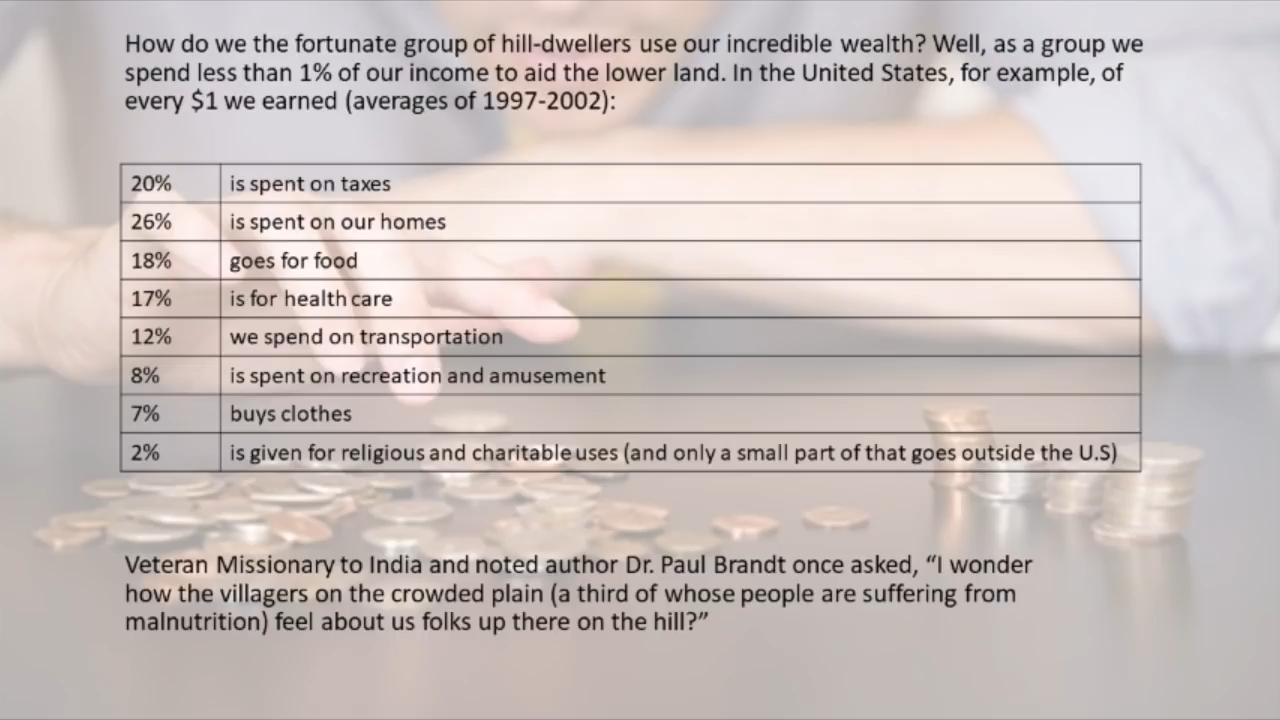 How do we the fortunate group of hill-dwellers use our incredible wealth? Well, as a group we
spend less than 1% of our income to aid the lower land. In the United States, for example, of
every $1 we earned (averages of 1997-2002):
20% is spent on taxes
26% is spent on our homes
18% goes for food
17% is for health care
12% we spend on transportation
8% is spent on recreation and amusement
7% buys clothes
2% is given for religious and charitable uses (and only a small part of that goes outside the U.S)
Veteran Missionary to India and noted author Dr. Paul Brandt once asked, “I wonder
how the villagers on the crowded plain (a third of whose people are suffering from
malnutrition) feel about us folks up there on the hill?”